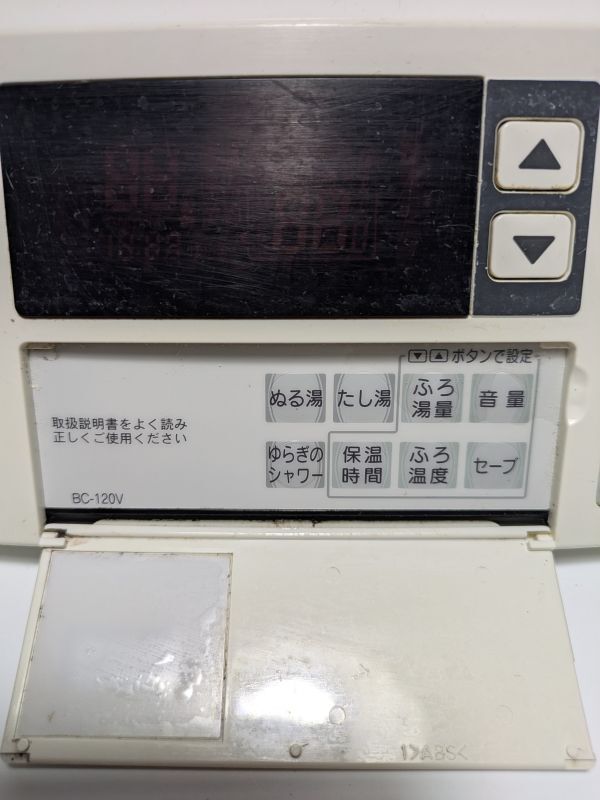 ▼▲ボタンで設定
ぬる湯
たし湯
ふろ
湯量
音量
取扱説明書をよく読み
正しくご使用ください
ゆらぎの
シャワー
保温
時間
ふろ
温度
セーブ
BC-120V
>ABS<